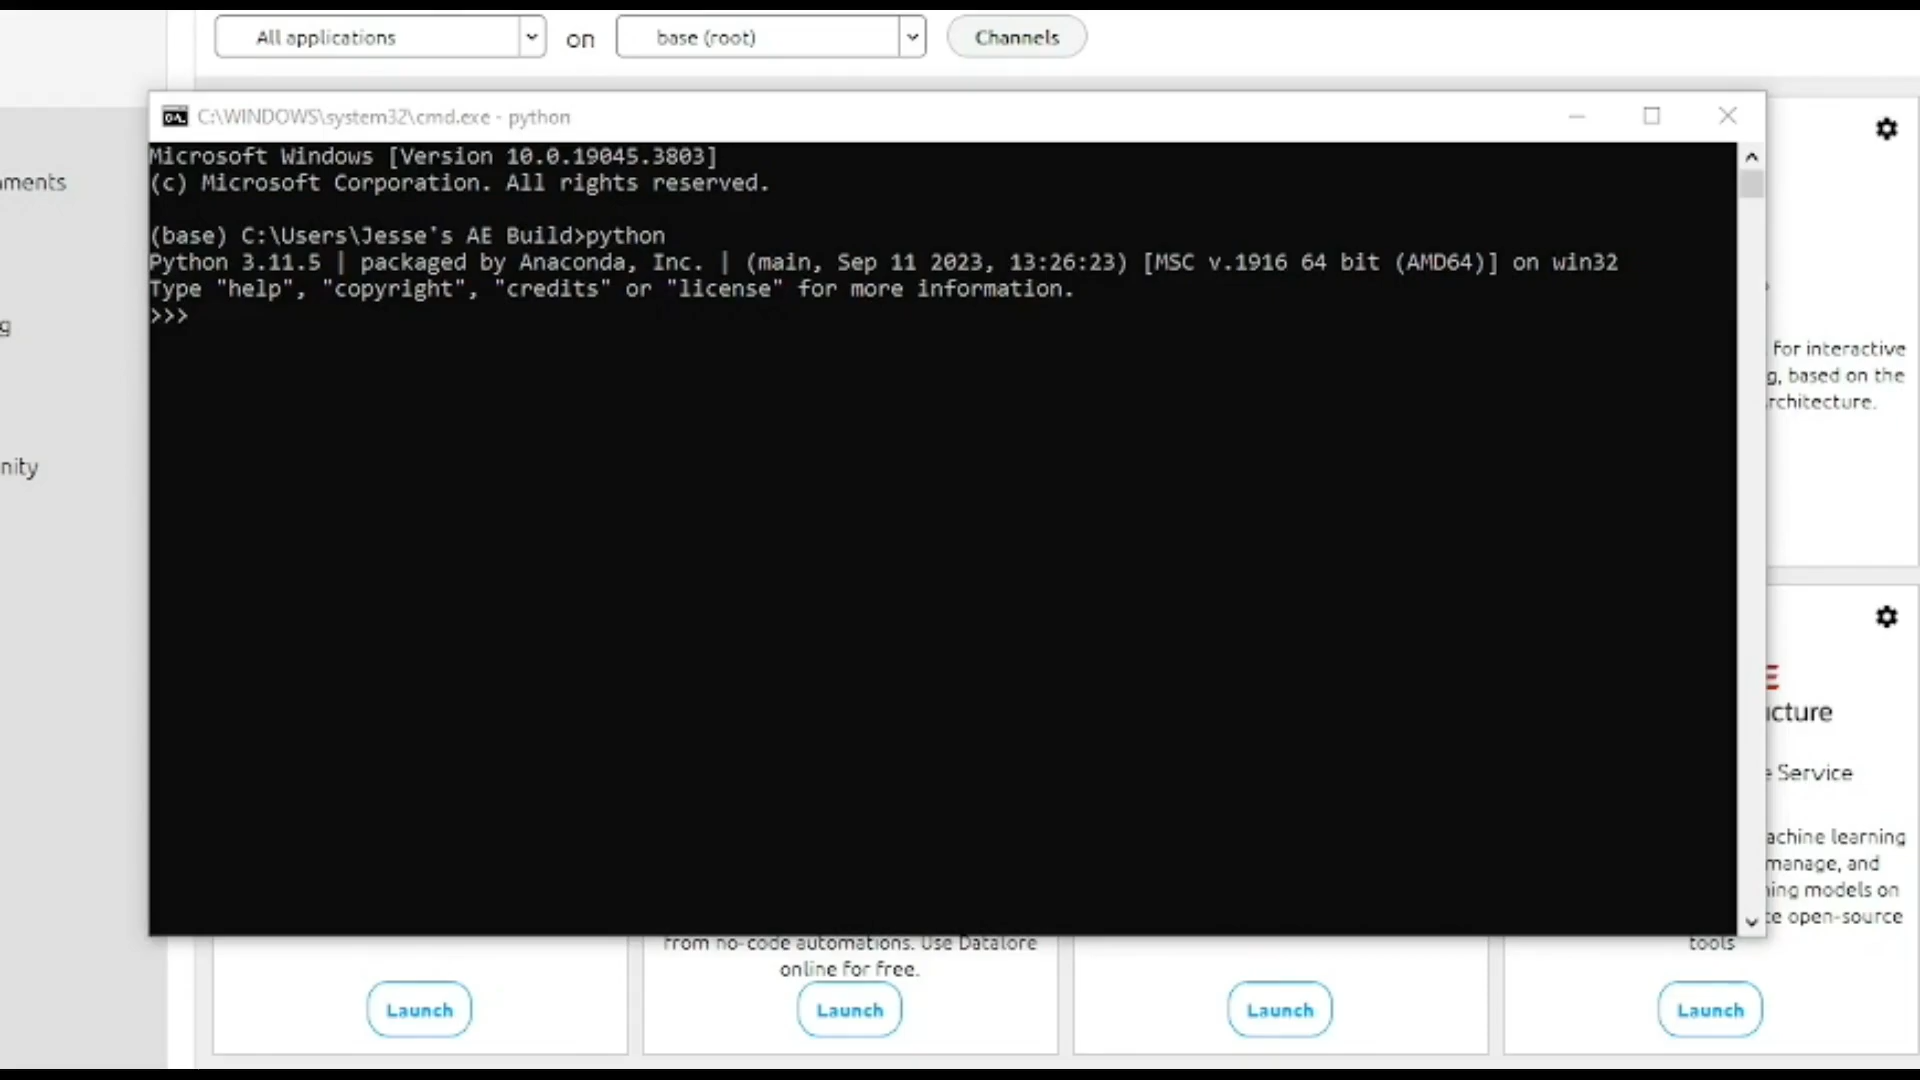 All applications
on
base (root)
Channels
C:\WINDOWS\system32\cmd.exe - python
Microsoft Windows [Version 10.0.19045.3803]
(c) Microsoft Corporation. All rights reserved.
(base) C:\Users\Jesse's AE Build>python
Python 3.11.5 | packaged by Anaconda, Inc. | (main, Sep 11 2023, 13:26:23) [MSC v.1916 64 bit (AMD64)] on win32
Type "help", "copyright", "credits" or "license" for more information.
>>>
ments
g
nity
for interactive
g, based on the
rchitecture.
cture
e Service
achine learning
manage, and
ning models on
ce open-source
tools
from no-code automations. Use Datalore
online for free.
Launch
Launch
Launch
Launch